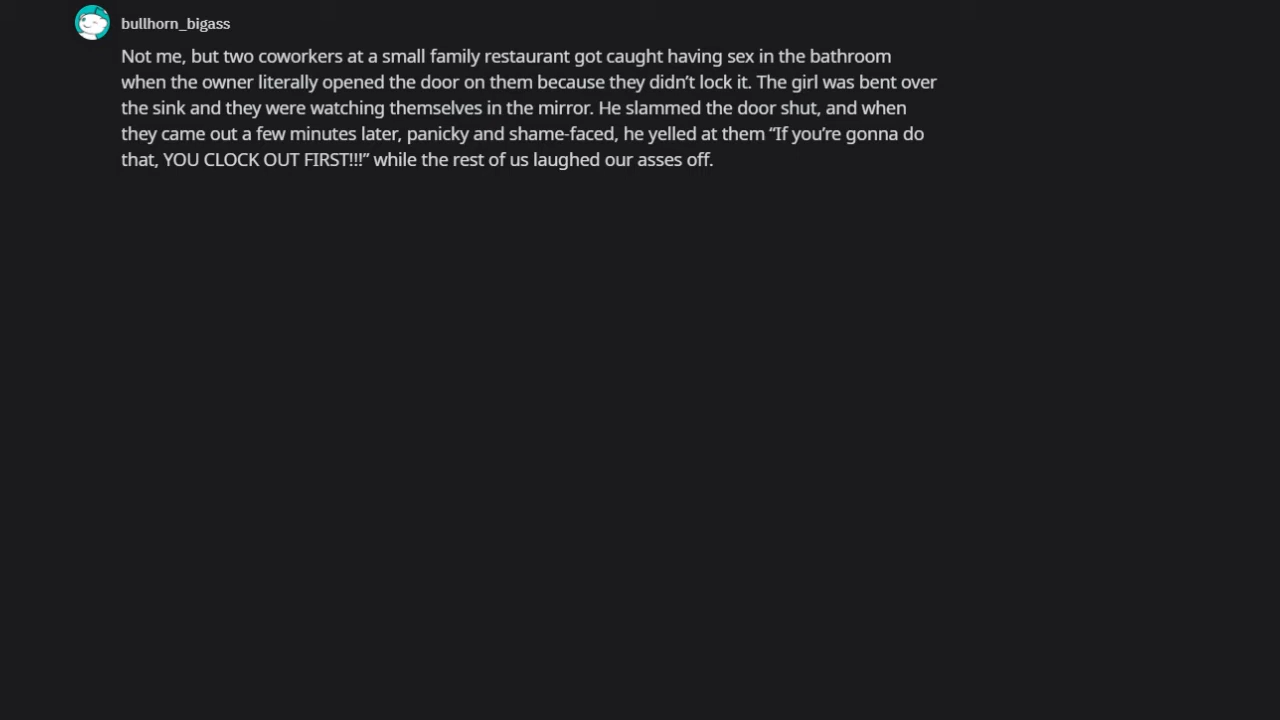 bullhorn_bigass
Not me, but two coworkers at a small family restaurant got caught having sex in the bathroom
when the owner literally opened the door on them because they didn’t lock it. The girl was bent over
the sink and they were watching themselves in the mirror. He slammed the door shut, and when
they came out a few minutes later, panicky and shame-faced, he yelled at them “If you’re gonna do
that, YOU CLOCK OUT FIRST!!!” while the rest of us laughed our asses off.